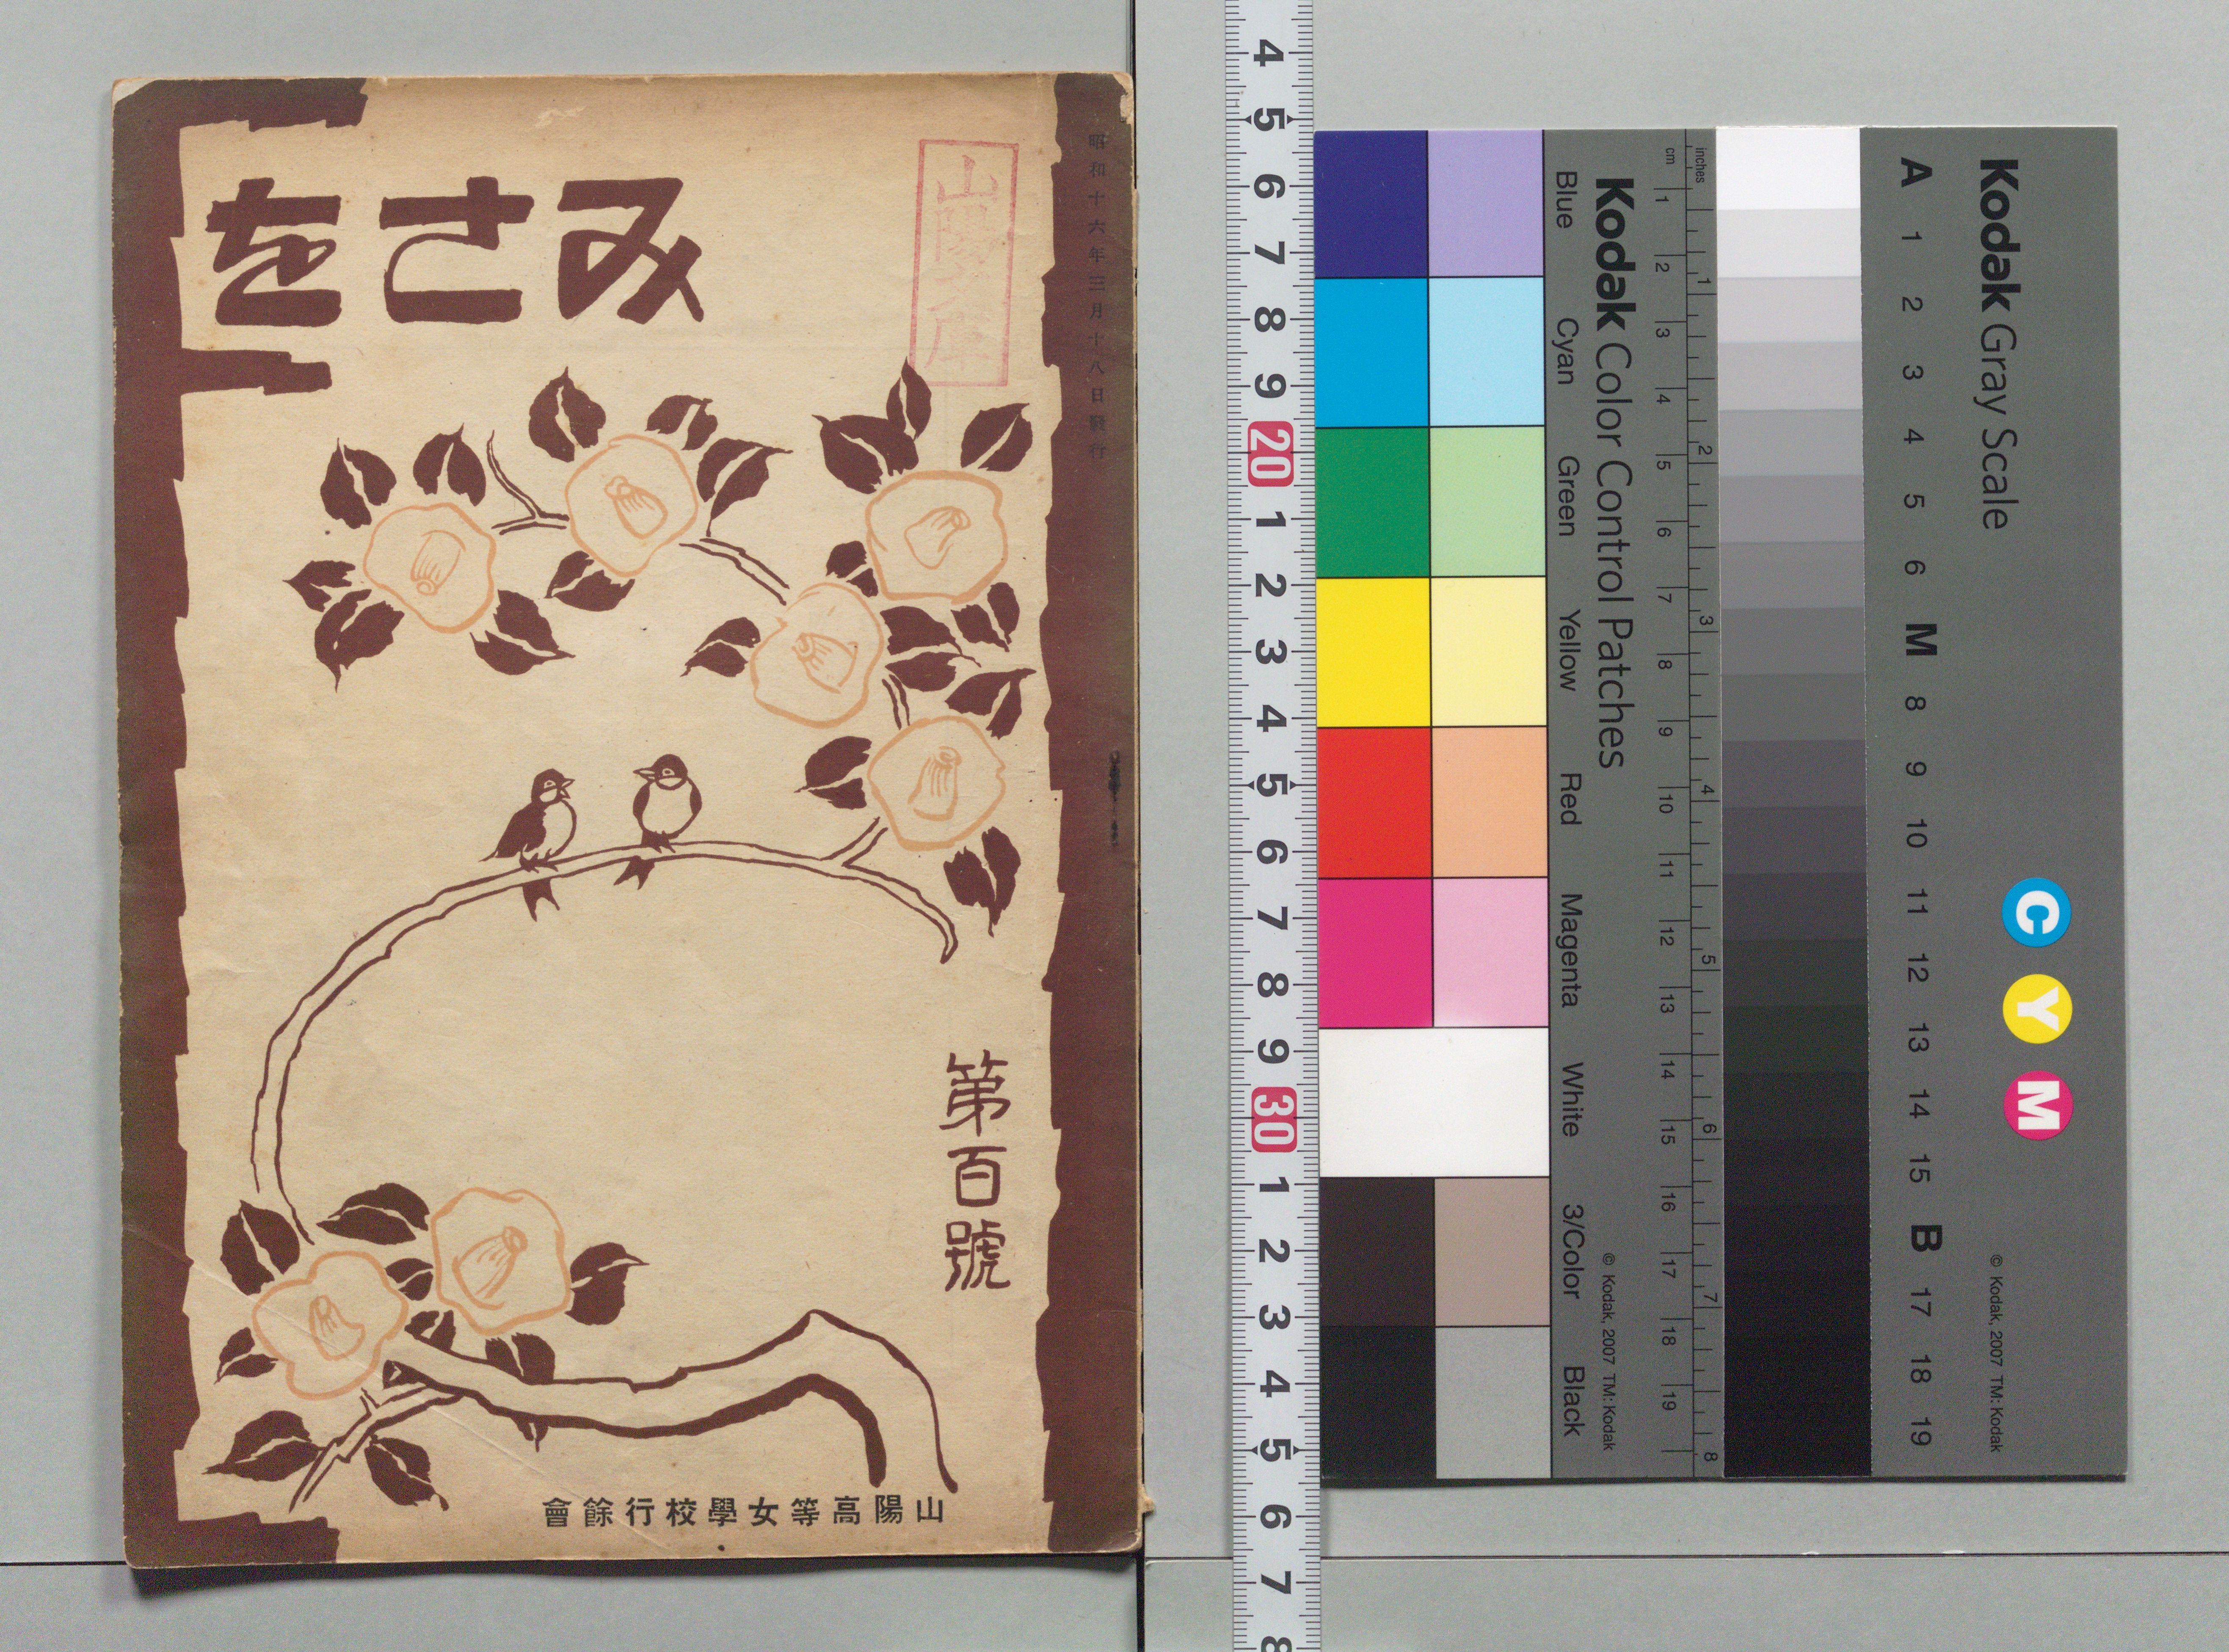 みさを
山陽文庫
昭和十六年三月十八日發行
第百號
山陽高等女學校行餘會
4 5 6 7 8 9 20 1 2 3 4 5 6 7 8 9 30 1 2 3 4 5 6 7 8
Blue Cyan Green Yellow Red Magenta White 3/Color Black
Kodak Color Control Patches
© Kodak, 2007 TM: Kodak
cm 1 2 3 4 5 6 7 8 9 10 11 12 13 14 15 16 17 18 19
inches 1 2 3 4 5 6 7 8
A 1 2 3 4 5 6 M 8 9 10 11 12 13 14 15 B 17 18 19
Kodak Gray Scale
C Y M
© Kodak, 2007 TM: Kodak